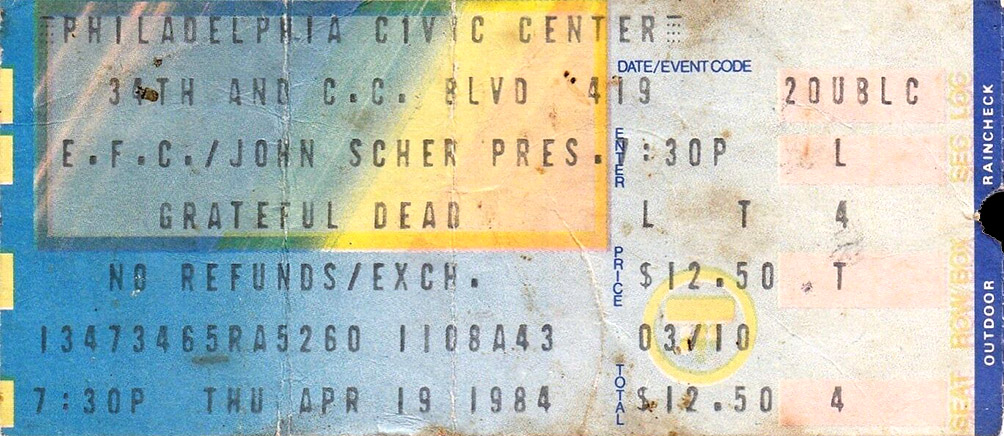 PHILADELPHIA CIVIC CENTER
DATE/EVENT CODE
34TH AND C.C. BLVD 419 20U8LC
E.F.C./JOHN SCHER PRES. ENTER :30P L
GRATEFUL DEAD L T 4
NO REFUNDS/EXCH. PRICE $12.50 T
13473465RA5260 1108A43 03/10
7:30P THU APR 19 1984 TOTAL $12.50 4
SEAT ROW/BOX SEC LOC
OUTDOOR RAINCHECK